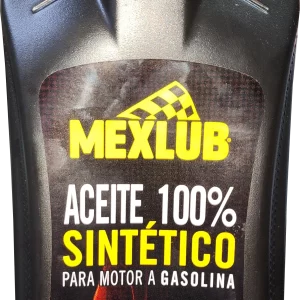 MEXLUB
ACEITE 100%
SINTÉTICO
PARA MOTOR A GASOLINA